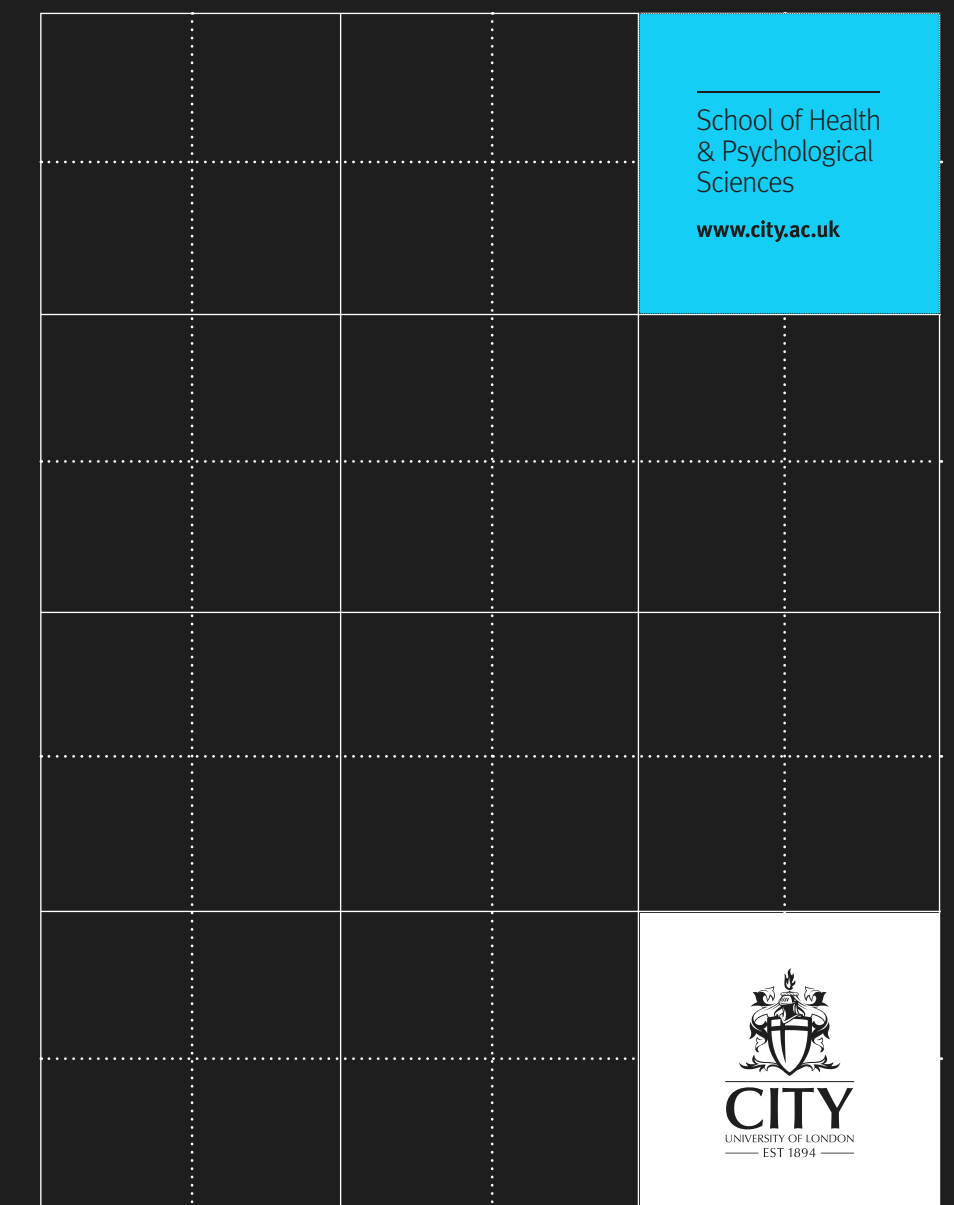 School of Health
& Psychological
Sciences
www.city.ac.uk
CITY
UNIVERSITY OF LONDON
EST 1894